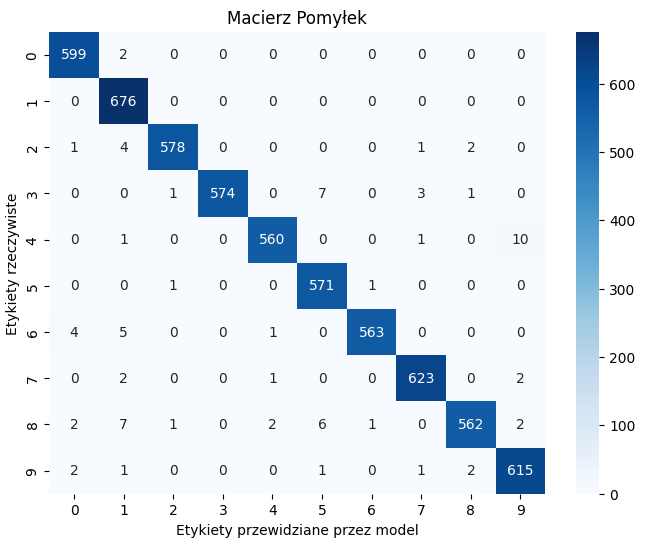 Macierz Pomyłek
0 599 2 0 0 0 0 0 0 0 0
1 0 676 0 0 0 0 0 0 0 0
2 1 4 578 0 0 0 0 1 2 0
3 0 0 1 574 0 7 0 3 1 0
4 0 1 0 0 560 0 0 1 0 10
5 0 0 1 0 0 571 1 0 0 0
6 4 5 0 0 1 0 563 0 0 0
7 0 2 0 0 1 0 0 623 0 2
8 2 7 1 0 2 6 1 0 562 2
9 2 1 0 0 0 1 0 1 2 615
0 1 2 3 4 5 6 7 8 9
Etykiety przewidziane przez model
Etykiety rzeczywiste
600
500
400
300
200
100
0